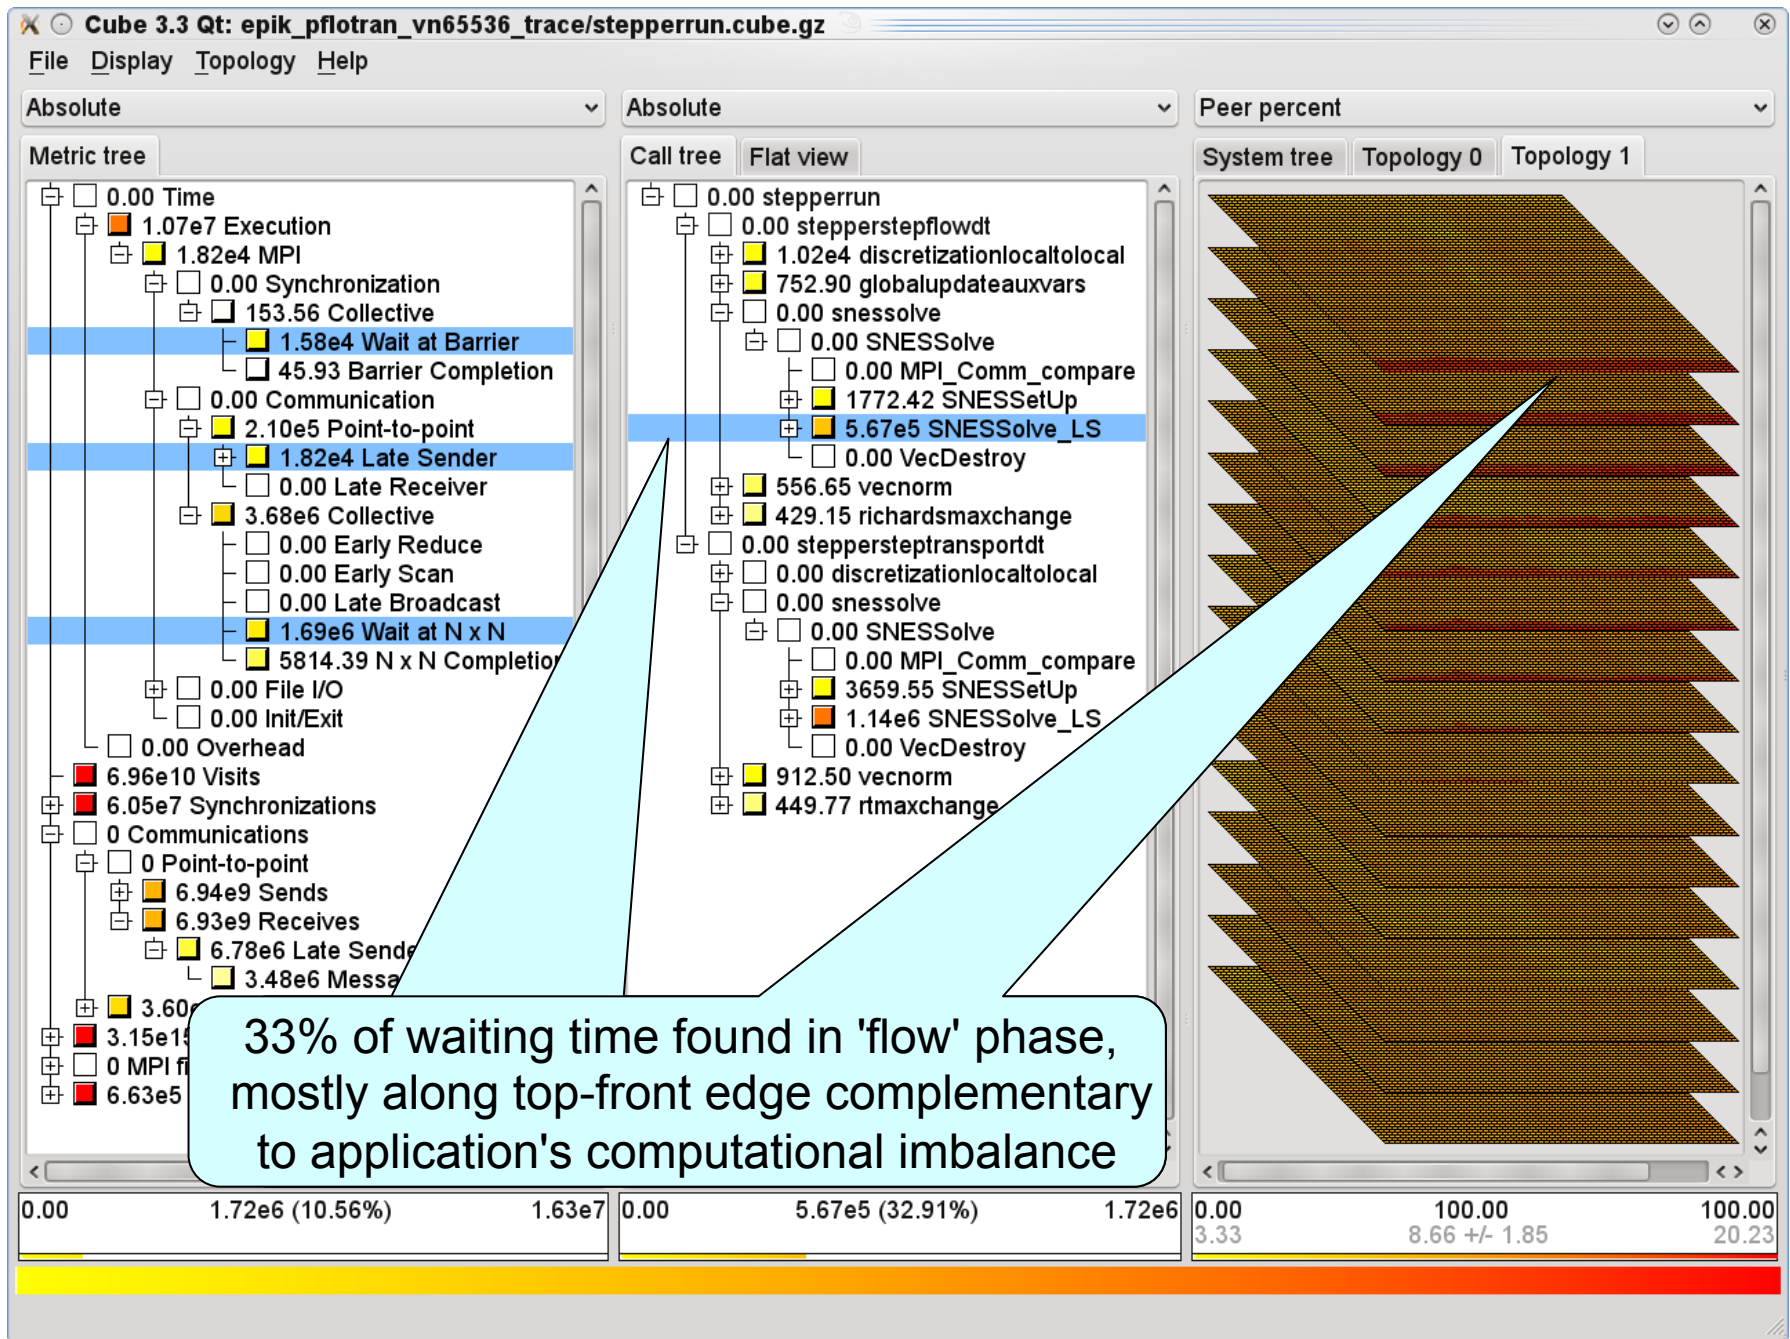 Cube 3.3 Qt: epik_pflotran_vn65536_trace/stepperrun.cube.gz
File Display Topology Help
Absolute
Absolute
Peer percent
Metric tree
Call tree Flat view
System tree Topology 0 Topology 1
0.00 Time
1.07e7 Execution
1.82e4 MPI
0.00 Synchronization
153.56 Collective
1.58e4 Wait at Barrier
45.93 Barrier Completion
0.00 Communication
2.10e5 Point-to-point
1.82e4 Late Sender
0.00 Late Receiver
3.68e6 Collective
0.00 Early Reduce
0.00 Early Scan
0.00 Late Broadcast
1.69e6 Wait at N x N
5814.39 N x N Completion
0.00 File I/O
0.00 Init/Exit
0.00 Overhead
6.96e10 Visits
6.05e7 Synchronizations
0 Communications
0 Point-to-point
6.94e9 Sends
6.93e9 Receives
6.78e6 Late Sende
3.48e6 Messa
3.60
3.15e15
0 MPI fi
6.63e5
0.00 stepperrun
0.00 stepperstepflowdt
1.02e4 discretizationlocaltolocal
752.90 globalupdateauxvars
0.00 snessolve
0.00 SNESSolve
0.00 MPI_Comm_compare
1772.42 SNESSetUp
5.67e5 SNESSolve_LS
0.00 VecDestroy
556.65 vecnorm
429.15 richardsmaxchange
0.00 steppersteptransportdt
0.00 discretizationlocaltolocal
0.00 snessolve
0.00 SNESSolve
0.00 MPI_Comm_compare
3659.55 SNESSetUp
1.14e6 SNESSolve_LS
0.00 VecDestroy
912.50 vecnorm
449.77 rtmaxchange
33% of waiting time found in 'flow' phase,
mostly along top-front edge complementary
to application's computational imbalance
0.00 1.72e6 (10.56%) 1.63e7
0.00 5.67e5 (32.91%) 1.72e6
0.00 100.00 100.00
3.33 8.66 +/- 1.85 20.23